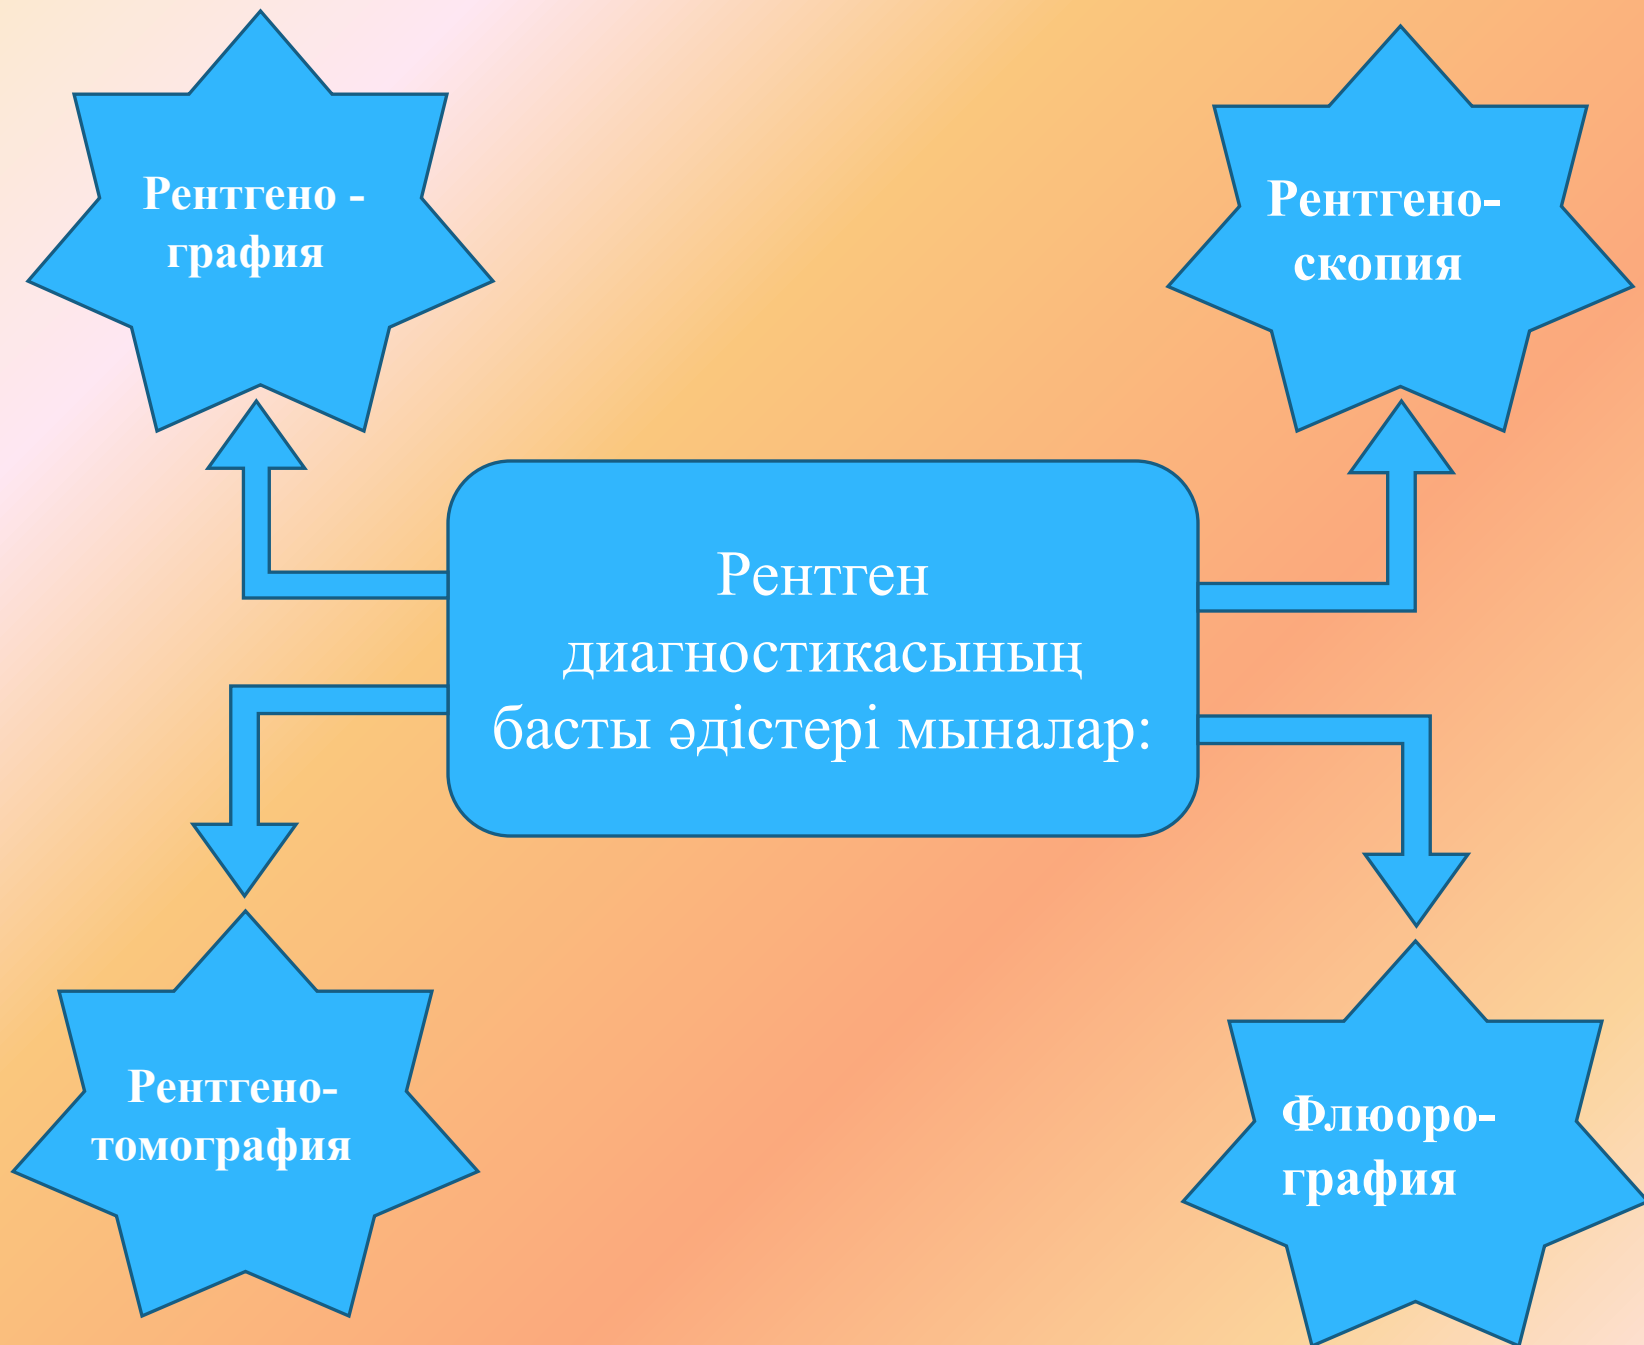 Рентгено -
графия
Рентгено-
скопия
Рентген
диагностикасының
басты әдістері мыналар:
Рентгено-
томография
Флюоро-
графия